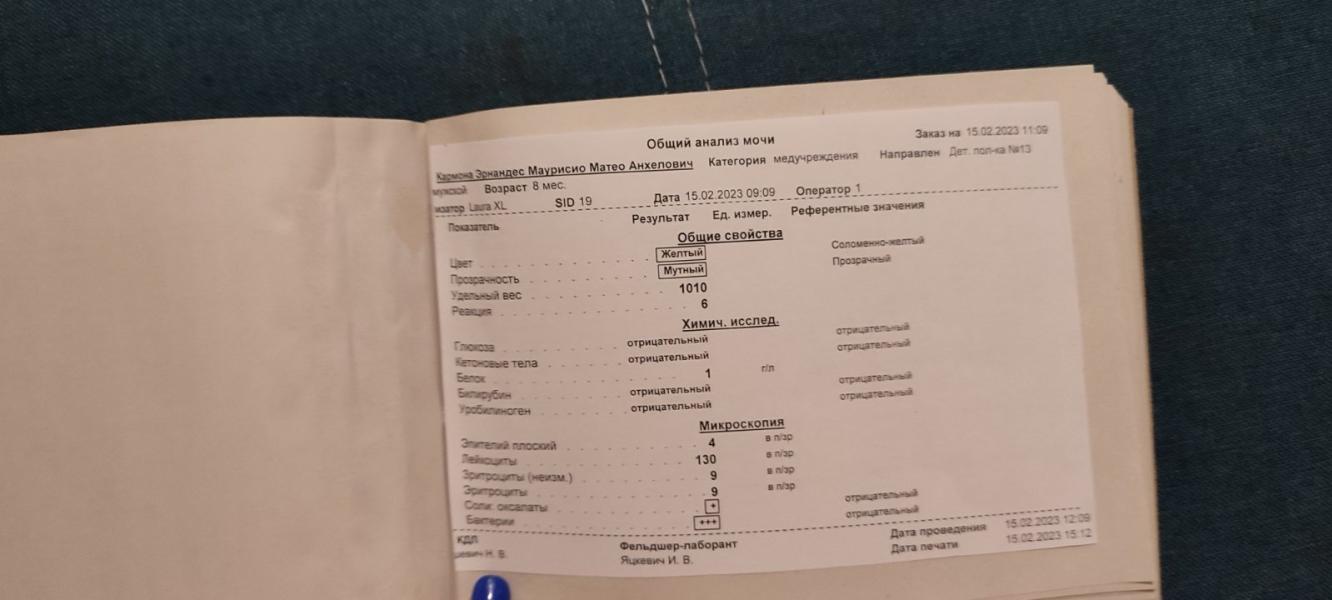 Общий анализ мочи Заказ на 15.02.2023 11:09
Кармона Эрнандес Маурисио Матео Анхелович Категория медучреждения Направлен Дет. пол-ка №13
мужской Возраст 8 мес.
изатор Laura XL SID 19 Дата 15.02.2023 09:09 Оператор 1
Показатель Результат Ед. измер. Референтные значения
Общие свойства
Цвет Желтый Соломенно-желтый
Прозрачность Мутный Прозрачный
Удельный вес 1010
Реакция 6
Химич. исслед.
Глюкоза отрицательный отрицательный
Кетоновые тела отрицательный отрицательный
Белок 1 г/л
Билирубин отрицательный отрицательный
Уробилиноген отрицательный отрицательный
Микроскопия
Эпителий плоский 4 в п/зр
Лейкоциты 130 в п/зр
Эритроциты (неизм.) 9 в п/зр
Эритроциты 9 в п/зр
Соли: оксалаты + отрицательный
Бактерии +++ отрицательный
КДЛ Фельдшер-лаборант Дата проведения 15.02.2023 12:09
цкевич Н. В. Яцкевич И. В. Дата печати 15.02.2023 15:12